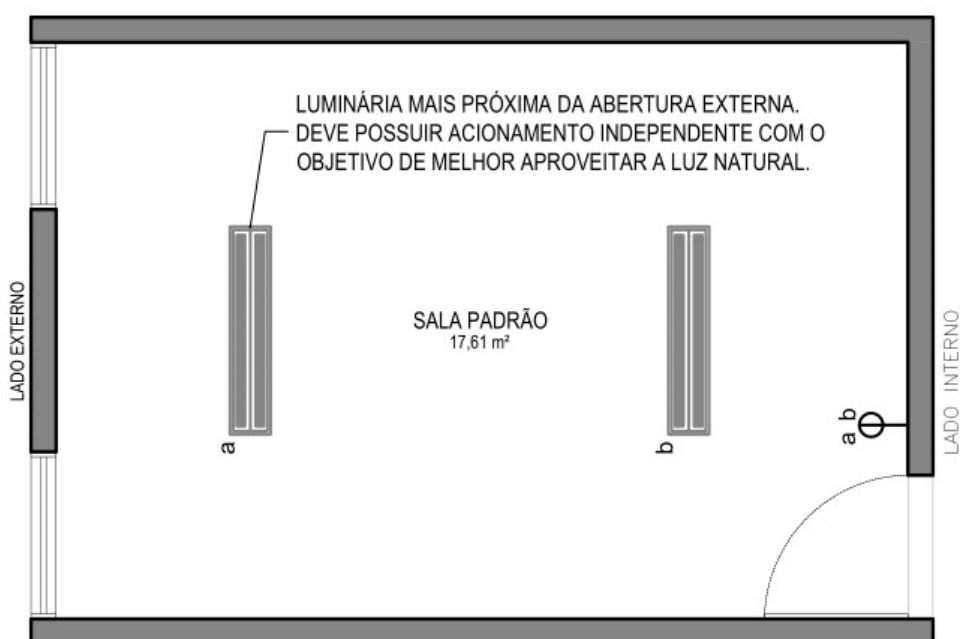 LUMINÁRIA MAIS PRÓXIMA DA ABERTURA EXTERNA.
DEVE POSSUIR ACIONAMENTO INDEPENDENTE COM O
OBJETIVO DE MELHOR APROVEITAR A LUZ NATURAL.
LADO EXTERNO
SALA PADRÃO
17,61 m²
a
b
a b
LADO INTERNO